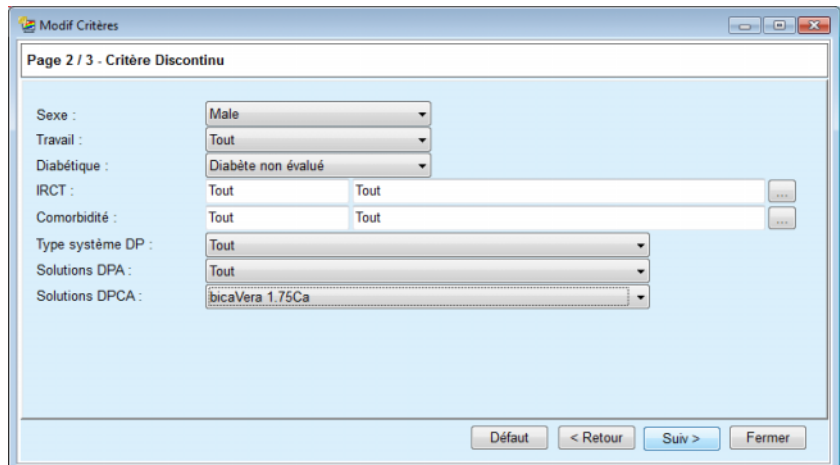 Modif Critères
Page 2 / 3 - Critère Discontinu
Sexe : Male
Travail : Tout
Diabétique : Diabète non évalué
IRCT : Tout Tout ...
Comorbidité : Tout Tout ...
Type système DP : Tout
Solutions DPA : Tout
Solutions DPCA : bicaVera 1.75Ca
Défaut < Retour Suiv > Fermer